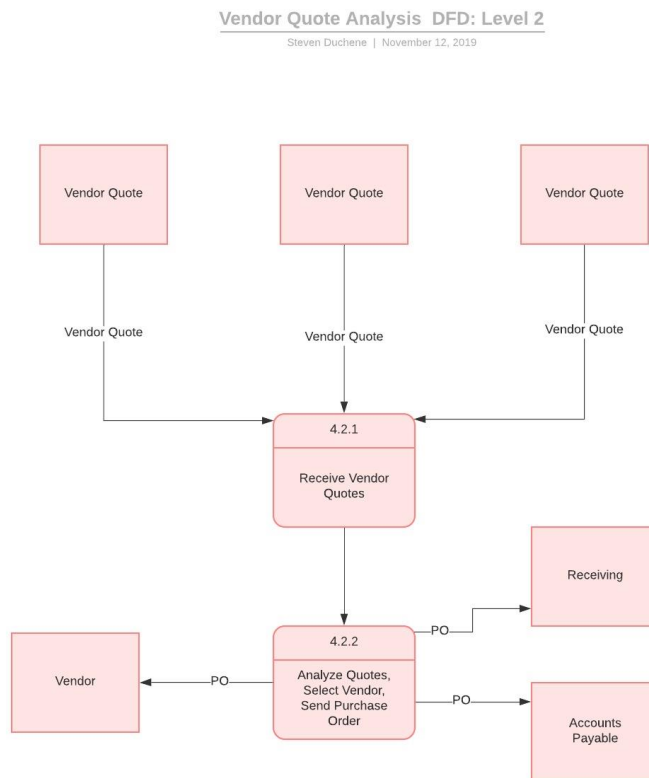 Vendor Quote Analysis DFD: Level 2
Steven Duchene | November 12, 2019
Vendor Quote
Vendor Quote
Vendor Quote
Vendor Quote
Vendor Quote
Vendor Quote
4.2.1
Receive Vendor
Quotes
Receiving
4.2.2
PO
Analyze Quotes,
Select Vendor,
Send Purchase
Order
Vendor
PO
PO
Accounts
Payable